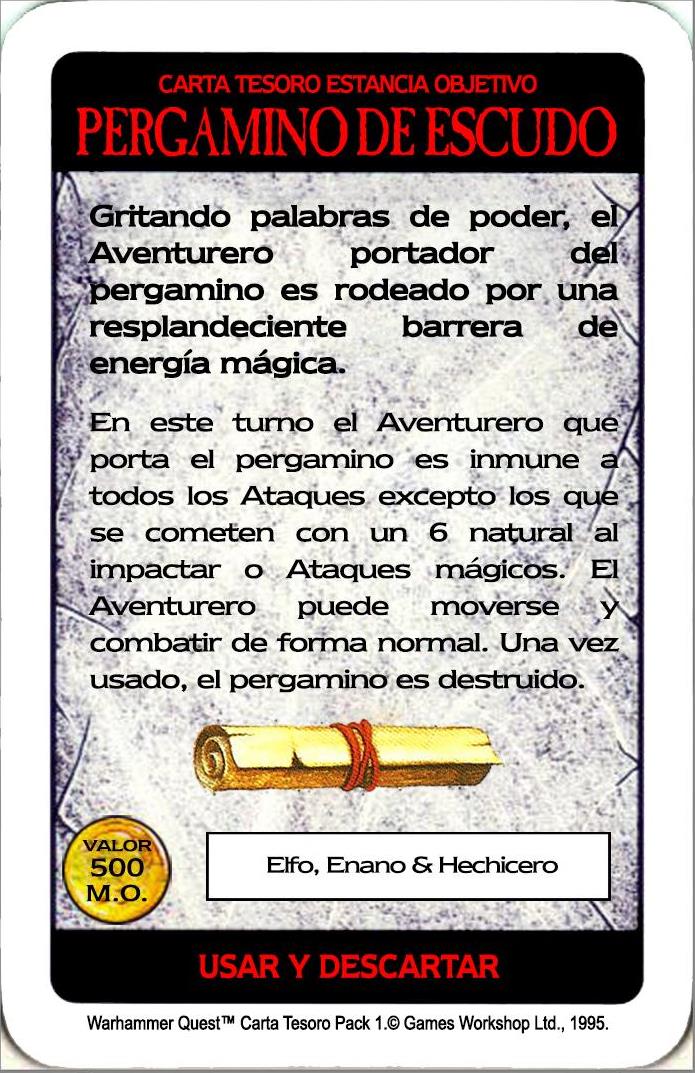 CARTA TESORO ESTANCIA OBJETIVO
PERGAMINO DE ESCUDO
Gritando palabras de poder, el
Aventurero portador del
pergamino es rodeado por una
resplandeciente barrera de
energía mágica.
En este turno el Aventurero que
porta el pergamino es inmune a
todos los Ataques excepto los que
se cometen con un 6 natural al
impactar o Ataques mágicos. El
Aventurero puede moverse y
combatir de forma normal. Una vez
usado, el pergamino es destruido.
VALOR
500
M.O.
Elfo, Enano & Hechicero
USAR Y DESCARTAR
Warhammer Quest™ Carta Tesoro Pack 1.© Games Workshop Ltd., 1995.